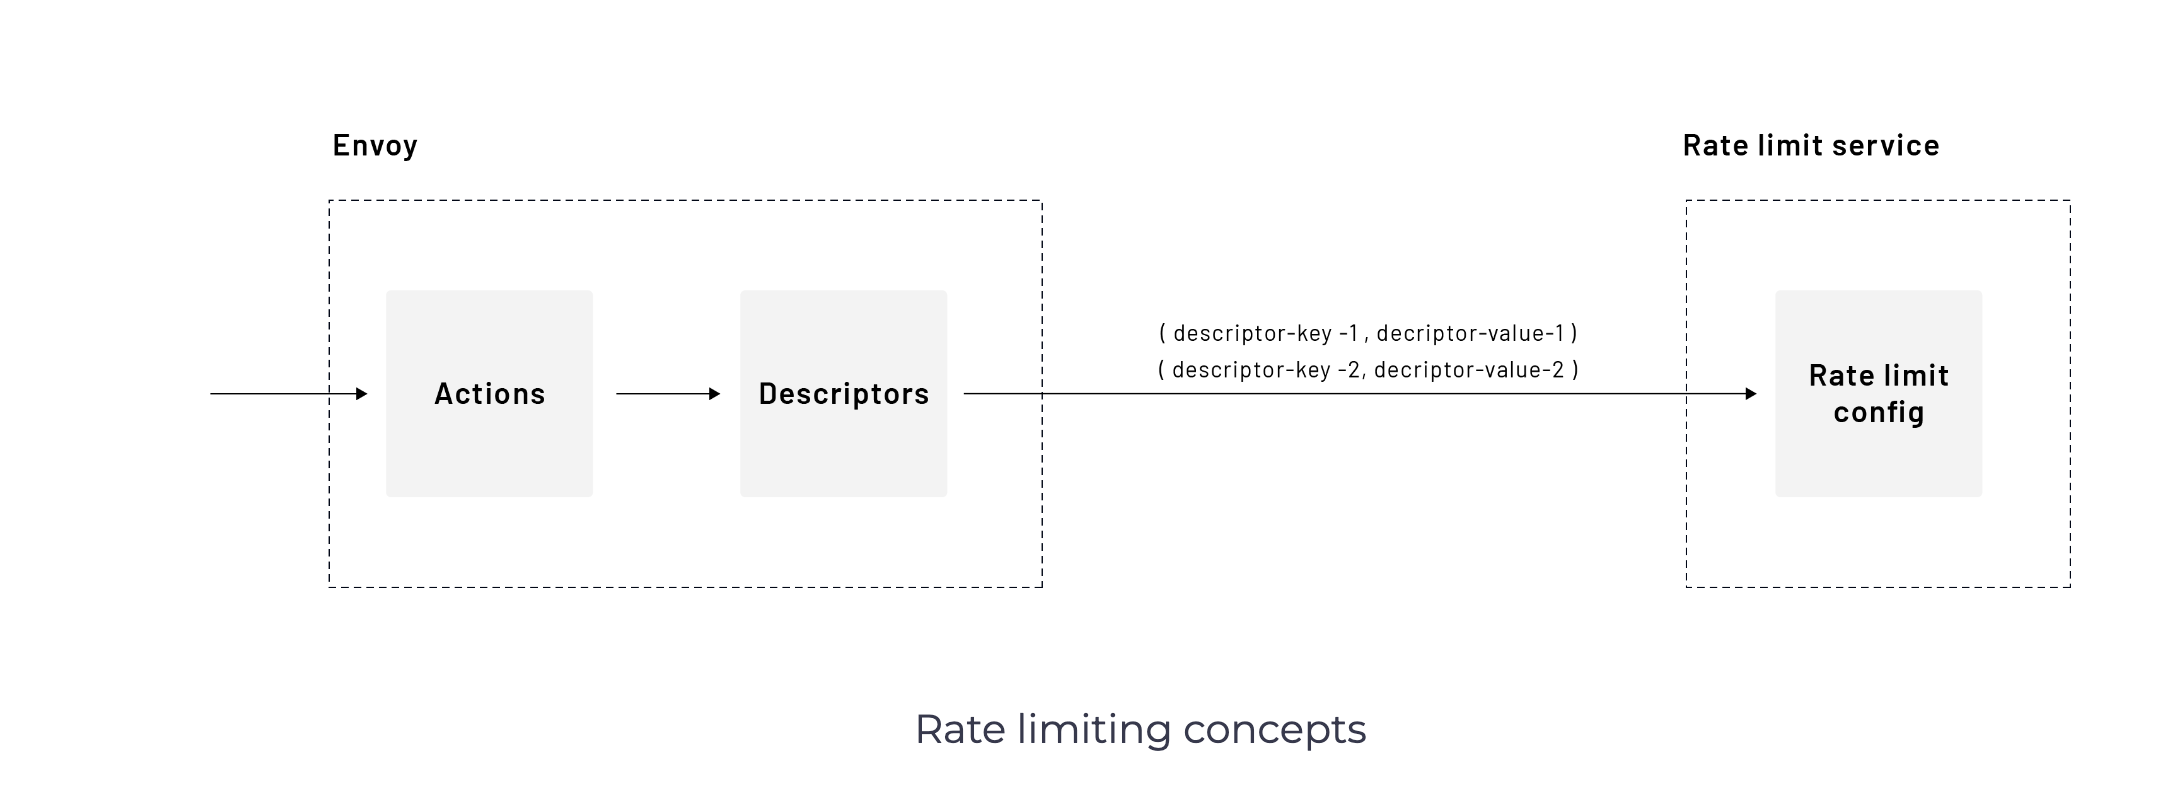 Envoy
Rate limit service
( descriptor-key -1 , decriptor-value-1 )
( descriptor-key -2, decriptor-value-2 )
Actions
Descriptors
Rate limit
config
Rate limiting concepts